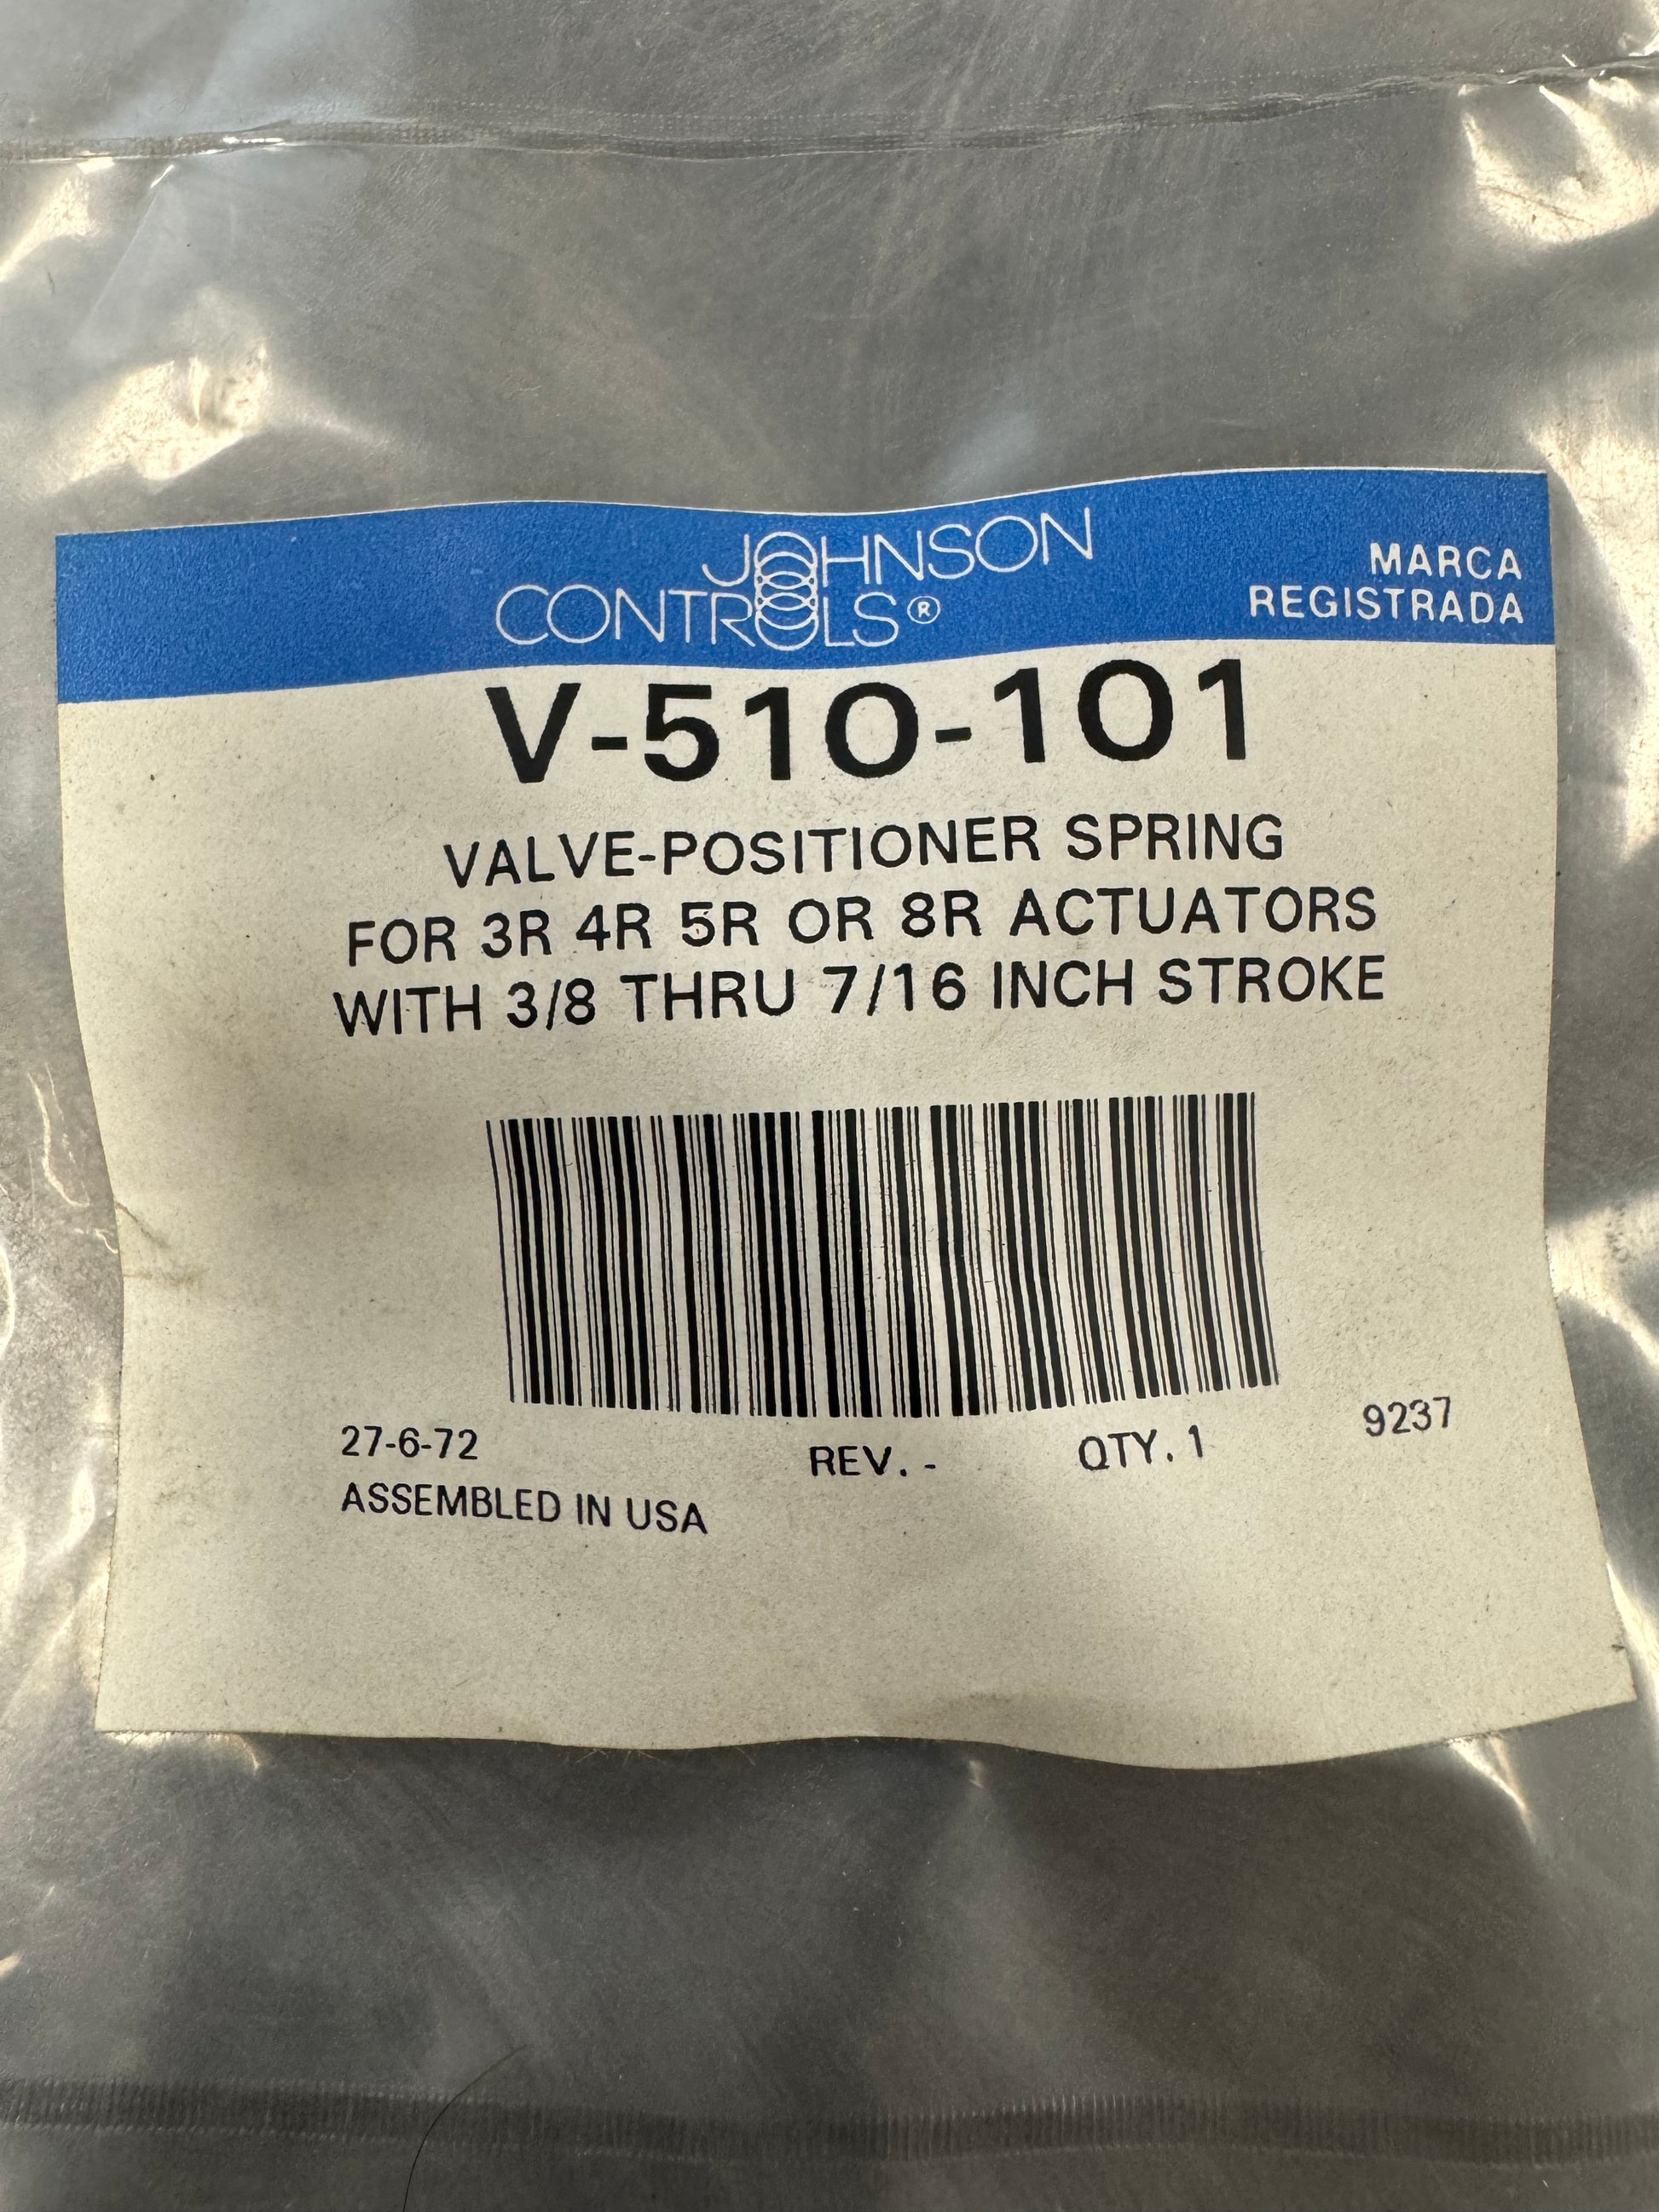 JOHNSON
CONTROLS®
MARCA
REGISTRADA
V-510-101
VALVE-POSITIONER SPRING
FOR 3R 4R 5R OR 8R ACTUATORS
WITH 3/8 THRU 7/16 INCH STROKE
27-6-72 REV. - QTY. 1 9237
ASSEMBLED IN USA